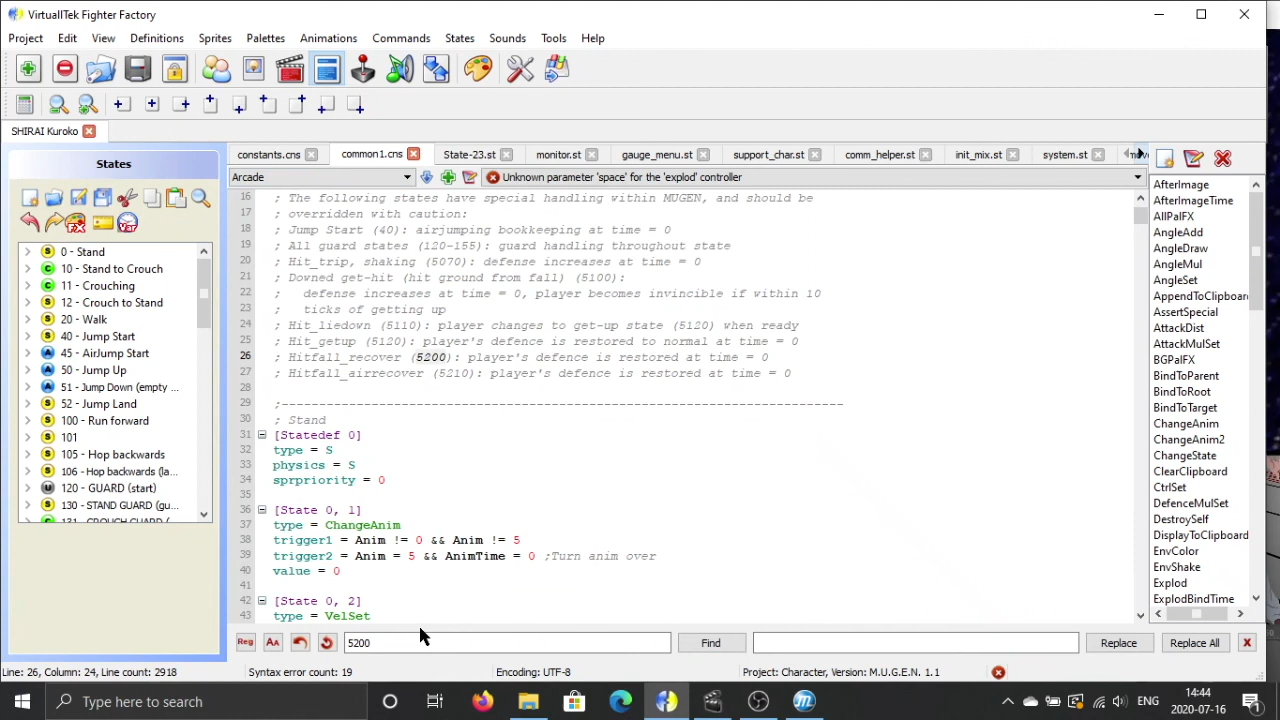 VirtuallTek Fighter Factory
Project Edit View Definitions Sprites Palettes Animations Commands States Sounds Tools Help
SHIRAI Kuroko
States
0 - Stand
10 - Stand to Crouch
11 - Crouching
12 - Crouch to Stand
20 - Walk
40 - Jump Start
45 - AirJump Start
50 - Jump Up
51 - Jump Down (empty ...
52 - Jump Land
100 - Run forward
101
105 - Hop backwards
106 - Hop backwards (la...
120 - GUARD (start)
130 - STAND GUARD (gu...
131 - CROUCH GUARD (
constants.cns common1.cns State-23.st monitor.st gauge_menu.st support_char.st comm_helper.st init_mix.st system.st
Arcade
Unknown parameter 'space' for the 'explod' controller
16 ; The following states have special handling within MUGEN, and should be
17 ; overridden with caution:
18 ; Jump Start (40): airjumping bookkeeping at time = 0
19 ; All guard states (120-155): guard handling throughout state
20 ; Hit_trip, shaking (5070): defense increases at time = 0
21 ; Downed get-hit (hit ground from fall) (5100):
22 ;   defense increases at time = 0, player becomes invincible if within 10
23 ;   ticks of getting up
24 ; Hit_liedown (5110): player changes to get-up state (5120) when ready
25 ; Hit_getup (5120): player's defence is restored to normal at time = 0
26 ; Hitfall_recover (5200): player's defence is restored at time = 0
27 ; Hitfall_airrecover (5210): player's defence is restored at time = 0
28
29 ;---------------------------------------------------------------------------
30 ; Stand
31 [Statedef 0]
32 type = S
33 physics = S
34 sprpriority = 0
35
36 [State 0, 1]
37 type = ChangeAnim
38 trigger1 = Anim != 0 && Anim != 5
39 trigger2 = Anim = 5 && AnimTime = 0 ;Turn anim over
40 value = 0
41
42 [State 0, 2]
43 type = VelSet
AfterImage
AfterImageTime
AllPalFX
AngleAdd
AngleDraw
AngleMul
AngleSet
AppendToClipboar
AssertSpecial
AttackDist
AttackMulSet
BGPalFX
BindToParent
BindToRoot
BindToTarget
ChangeAnim
ChangeAnim2
ChangeState
ClearClipboard
CtrlSet
DefenceMulSet
DestroySelf
DisplayToClipboar
EnvColor
EnvShake
Explod
ExplodBindTime
Reg AA 5200 Find Replace Replace All
Line: 26, Column: 24, Line count: 2918 Syntax error count: 19 Encoding: UTF-8 Project: Character, Version: M.U.G.E.N. 1.1
Type here to search
ENG
14:44
2020-07-16
1